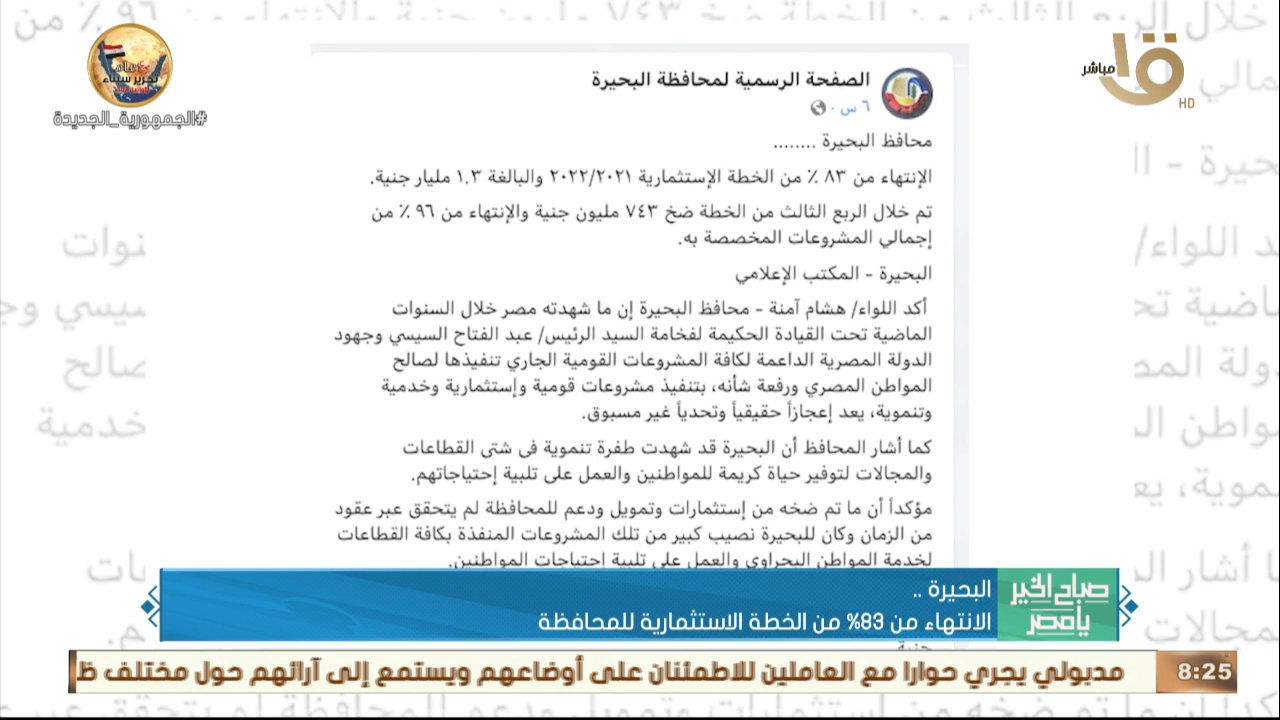 الصفحة الرسمية لمحافظة البحيرة
٦ س ·
محافظ البحيرة ........
الإنتهاء من ٨٣ ٪ من الخطة الإستثمارية ٢٠٢٢/٢٠٢١ والبالغة ١.٣ مليار جنية.
تم خلال الربع الثالث من الخطة ضخ ٧٤٣ مليون جنية والإنتهاء من ٩٦ ٪ من
إجمالي المشروعات المخصصة به.
البحيرة - المكتب الإعلامي
أكد اللواء/ هشام آمنة - محافظ البحيرة إن ما شهدته مصر خلال السنوات
الماضية تحت القيادة الحكيمة لفخامة السيد الرئيس/ عبد الفتاح السيسي وجهود
الدولة المصرية الداعمة لكافة المشروعات القومية الجاري تنفيذها لصالح
المواطن المصري ورفعة شأنه، بتنفيذ مشروعات قومية وإستثمارية وخدمية
وتنموية، يعد إعجازاً حقيقياً وتحدياً غير مسبوق.
كما أشار المحافظ أن البحيرة قد شهدت طفرة تنموية فى شتى القطاعات
والمجالات لتوفير حياة كريمة للمواطنين والعمل على تلبية إحتياجاتهم.
مؤكداً أن ما تم ضخه من إستثمارات وتمويل ودعم للمحافظة لم يتحقق عبر عقود
من الزمان وكان للبحيرة نصيب كبير من تلك المشروعات المنفذة بكافة القطاعات
لخدمة المواطن البحراوي والعمل على تلبية إحتياجات المواطنين.
مباشر
HD
#الجمهورية_الجديدة
صباح الخير
يا مصر
البحيرة ..
الانتهاء من 83% من الخطة الاستثمارية للمحافظة
8:25
مدبولي يجري حوارا مع العاملين للاطمئنان على أوضاعهم ويستمع إلى آرائهم حول مختلف